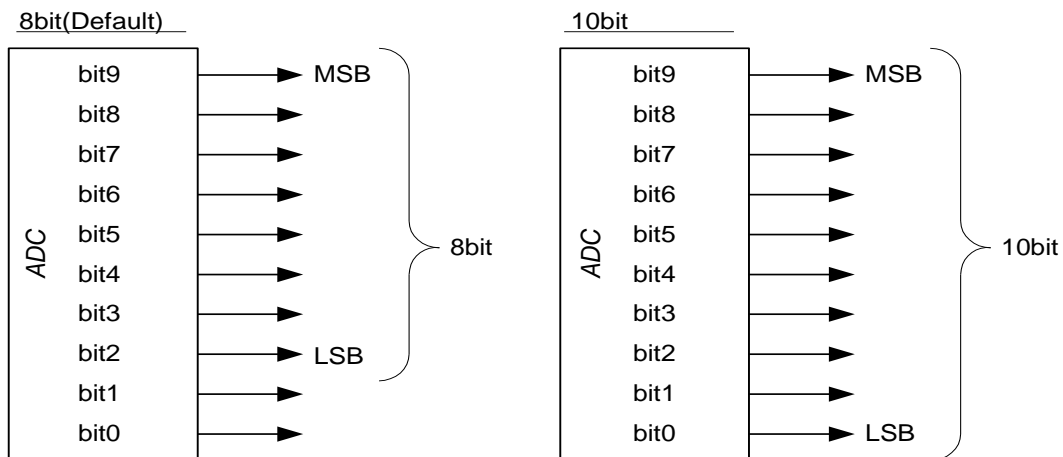 8bit(Default)
bit9
MSB
bit8
bit7
bit6
bit5
bit4
bit3
bit2
LSB
bit1
bit0
ADC
8bit
10bit
bit9
MSB
bit8
bit7
bit6
bit5
bit4
bit3
bit2
bit1
bit0
LSB
ADC
10bit